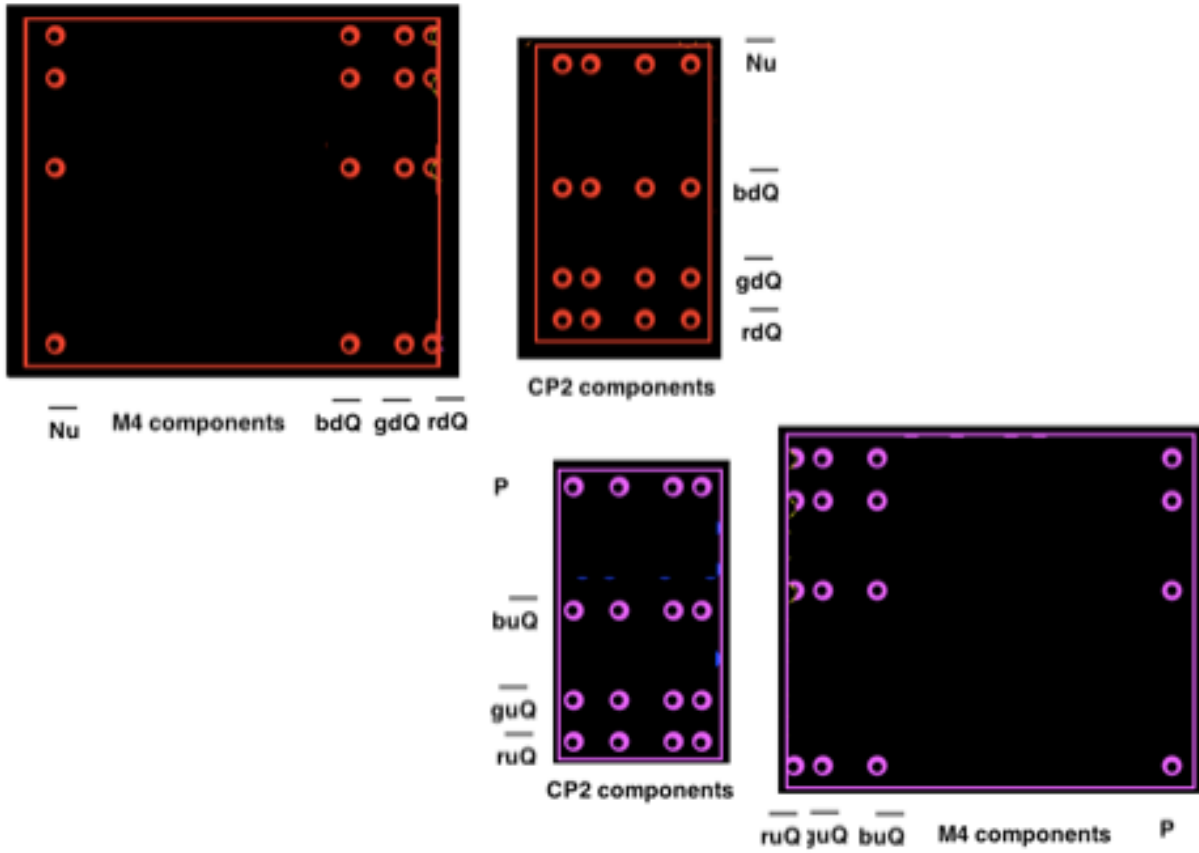 Nu
bdQ
gdQ
rdQ
CP2 components
Nu M4 components bdQ gdQ rdQ
P
buQ
guQ
ruQ
CP2 components
ruQ guQ buQ M4 components P